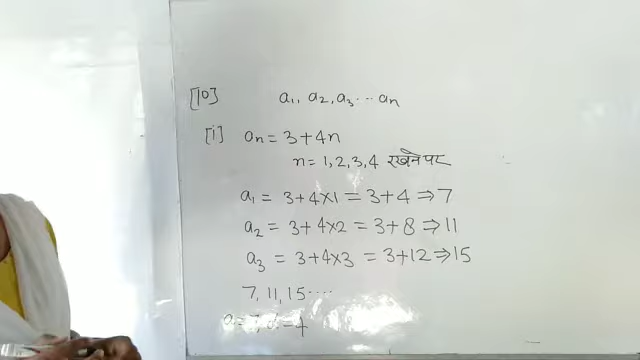 [10] a₁, a₂, a₃ ... aₙ
[i] aₙ = 3+4n
n = 1,2,3,4 रखने पर
a₁ = 3+4×1 = 3+4 ⇒ 7
a₂ = 3+4×2 = 3+8 ⇒ 11
a₃ = 3+4×3 = 3+12 ⇒ 15
7, 11, 15 ....
a = 7, d = 4